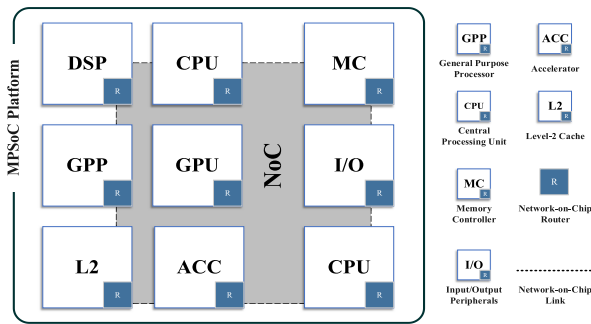 MPSoC Platform
DSP
R
CPU
R
MC
R
GPP
R
GPU
R
NoC
I/O
R
L2
R
ACC
R
CPU
R
GPP
R
General Purpose
Processor
ACC
R
Accelerator
CPU
R
Central
Processing Unit
L2
R
Level-2 Cache
MC
R
Memory
Controller
R
Network-on-Chip
Router
I/O
R
Input/Output
Peripherals
Network-on-Chip
Link